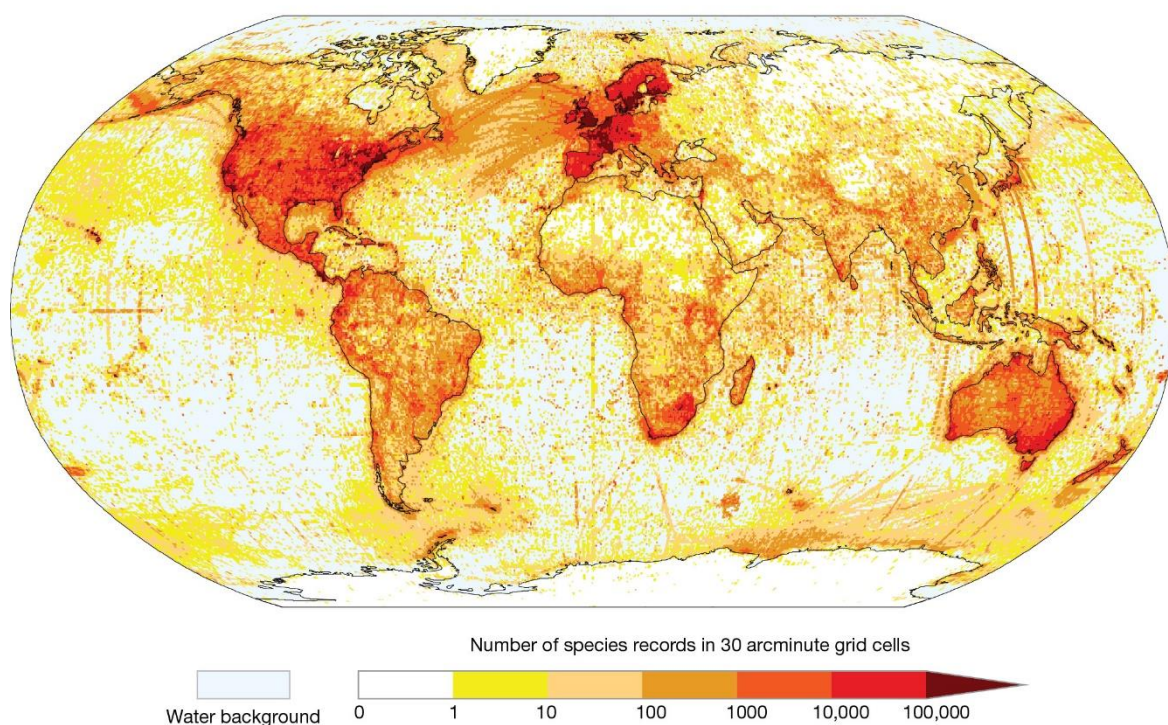 Number of species records in 30 arcminute grid cells
Water background
0 1 10 100 1000 10,000 100,000